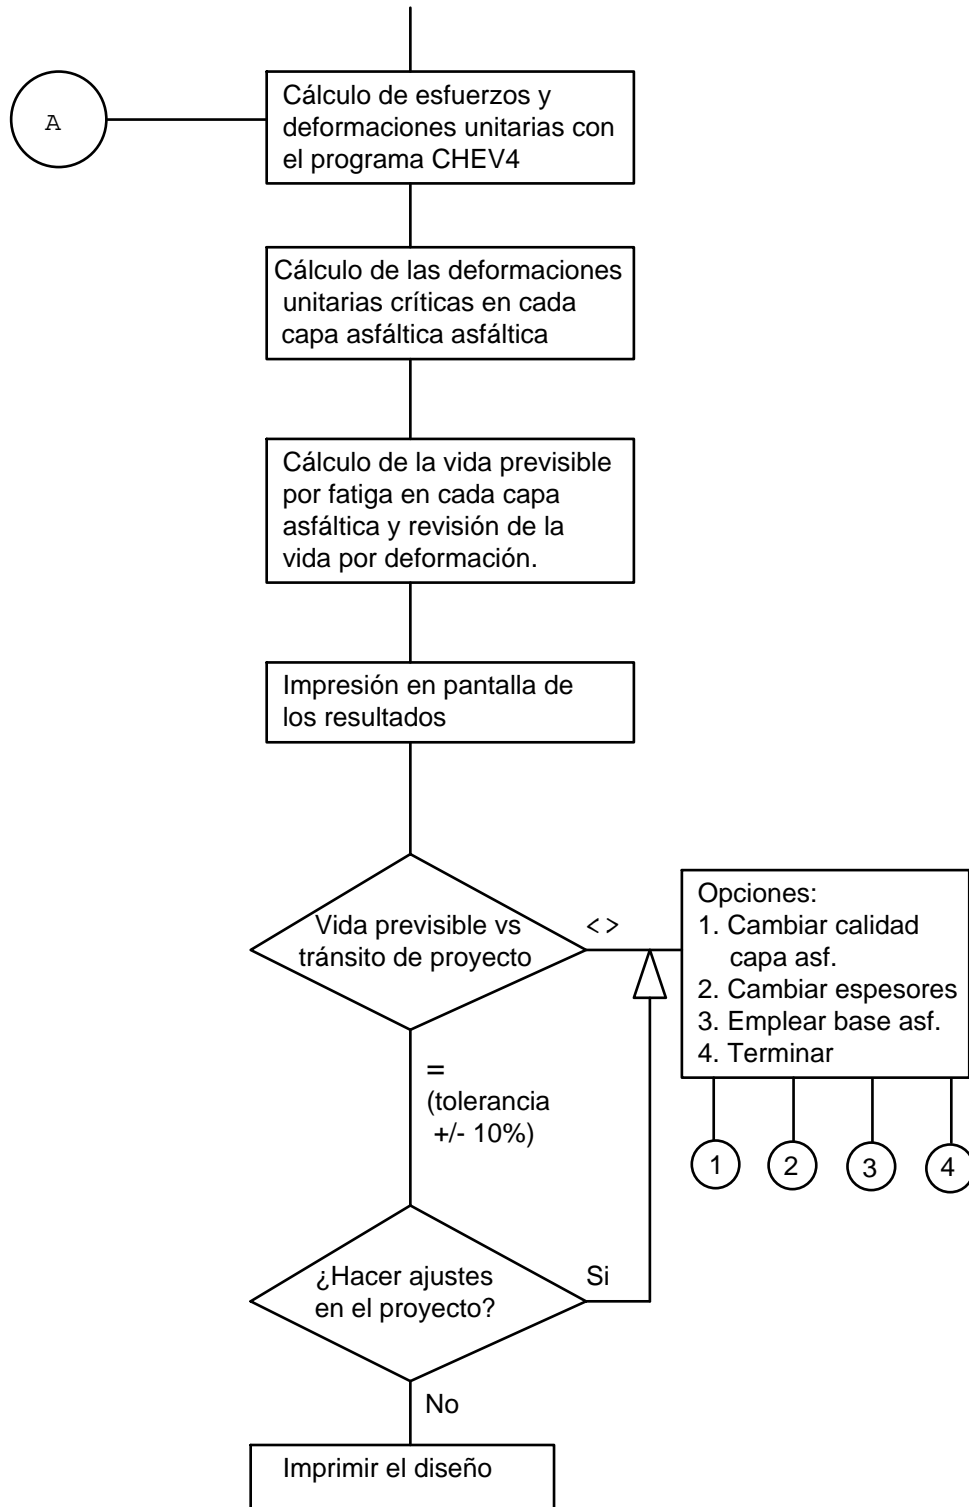 A
Cálculo de esfuerzos y
deformaciones unitarias con
el programa CHEV4
Cálculo de las deformaciones
unitarias críticas en cada
capa asfáltica asfáltica
Cálculo de la vida previsible
por fatiga en cada capa
asfáltica y revisión de la
vida por deformación.
Impresión en pantalla de
los resultados
Vida previsible vs
tránsito de proyecto
< >
Opciones:
1. Cambiar calidad
capa asf.
2. Cambiar espesores
3. Emplear base asf.
4. Terminar
=
(tolerancia
+/- 10%)
1
2
3
4
¿Hacer ajustes
en el proyecto?
Si
No
Imprimir el diseño